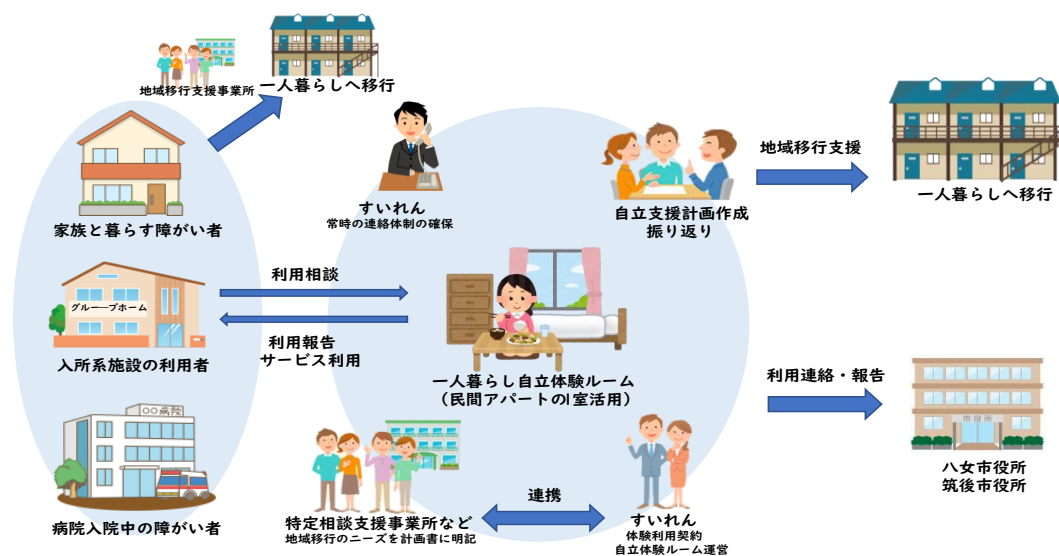 地域移行支援事業所
一人暮らしへ移行
家族と暮らす障がい者
グループホーム
入所系施設の利用者
〇〇病院
病院入院中の障がい者
すいれん
常時の連絡体制の確保
利用相談
利用報告
サービス利用
自立支援計画作成
振り返り
一人暮らし自立体験ルーム
（民間アパートの1室活用）
特定相談支援事業所など
地域移行のニーズを計画書に明記
連携
すいれん
体験利用契約
自立体験ルーム運営
地域移行支援
一人暮らしへ移行
利用連絡・報告
市役所
八女市役所
筑後市役所